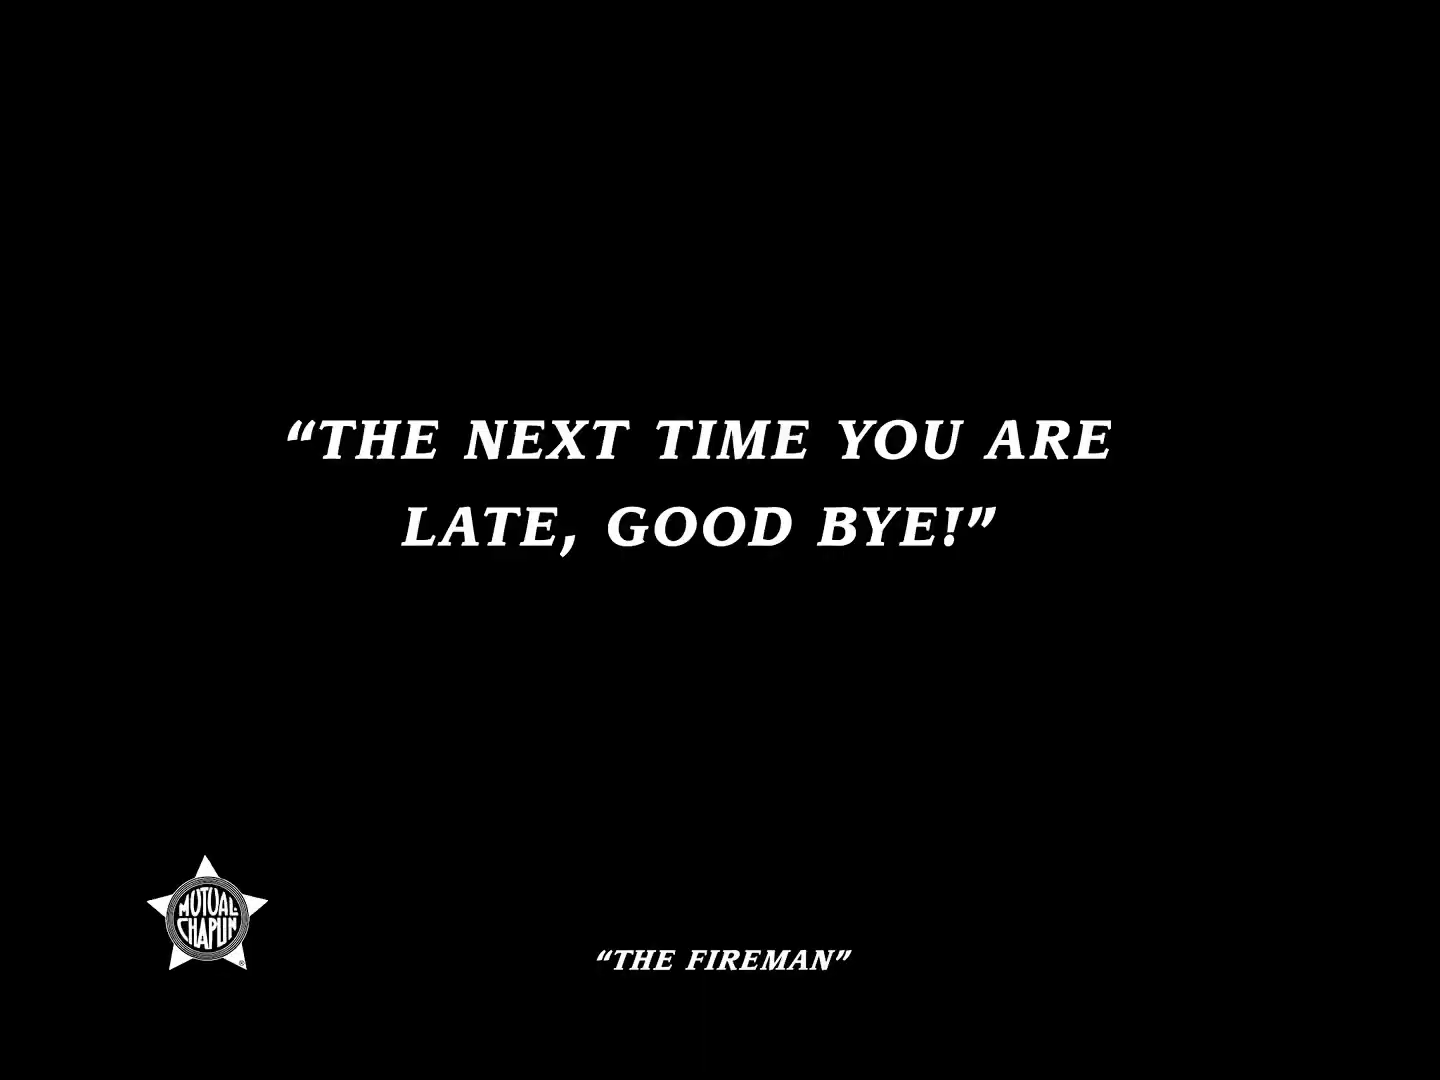 “THE NEXT TIME YOU ARE
LATE, GOOD BYE!”
MUTUAL-
CHAPLIN
“THE FIREMAN”